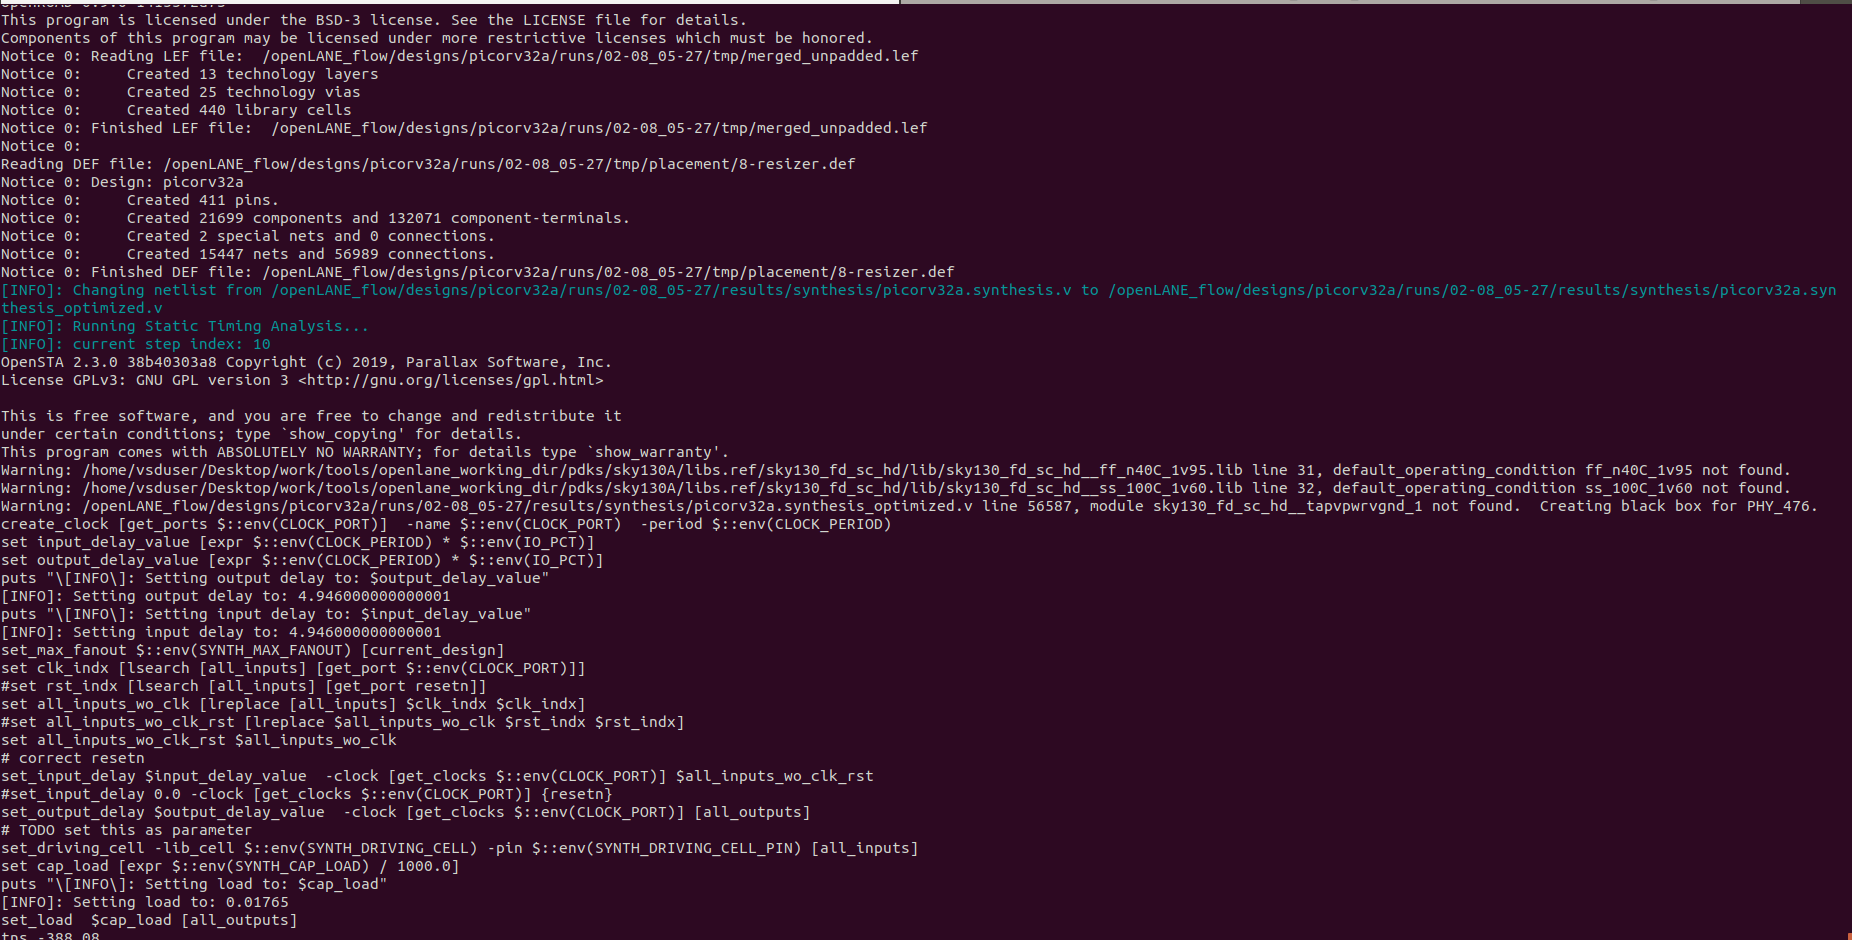 This program is licensed under the BSD-3 license. See the LICENSE file for details.
Components of this program may be licensed under more restrictive licenses which must be honored.
Notice 0: Reading LEF file:  /openLANE_flow/designs/picorv32a/runs/02-08_05-27/tmp/merged_unpadded.lef
Notice 0:     Created 13 technology layers
Notice 0:     Created 25 technology vias
Notice 0:     Created 440 library cells
Notice 0: Finished LEF file:  /openLANE_flow/designs/picorv32a/runs/02-08_05-27/tmp/merged_unpadded.lef
Notice 0:
Reading DEF file: /openLANE_flow/designs/picorv32a/runs/02-08_05-27/tmp/placement/8-resizer.def
Notice 0: Design: picorv32a
Notice 0:     Created 411 pins.
Notice 0:     Created 21699 components and 132071 component-terminals.
Notice 0:     Created 2 special nets and 0 connections.
Notice 0:     Created 15447 nets and 56989 connections.
Notice 0: Finished DEF file: /openLANE_flow/designs/picorv32a/runs/02-08_05-27/tmp/placement/8-resizer.def
[INFO]: Changing netlist from /openLANE_flow/designs/picorv32a/runs/02-08_05-27/results/synthesis/picorv32a.synthesis.v to /openLANE_flow/designs/picorv32a/runs/02-08_05-27/results/synthesis/picorv32a.syn
thesis_optimized.v
[INFO]: Running Static Timing Analysis...
[INFO]: current step index: 10
OpenSTA 2.3.0 38b40303a8 Copyright (c) 2019, Parallax Software, Inc.
License GPLv3: GNU GPL version 3 <http://gnu.org/licenses/gpl.html>

This is free software, and you are free to change and redistribute it
under certain conditions; type `show_copying' for details.
This program comes with ABSOLUTELY NO WARRANTY; for details type `show_warranty'.
Warning: /home/vsduser/Desktop/work/tools/openlane_working_dir/pdks/sky130A/libs.ref/sky130_fd_sc_hd/lib/sky130_fd_sc_hd__ff_n40C_1v95.lib line 31, default_operating_condition ff_n40C_1v95 not found.
Warning: /home/vsduser/Desktop/work/tools/openlane_working_dir/pdks/sky130A/libs.ref/sky130_fd_sc_hd/lib/sky130_fd_sc_hd__ss_100C_1v60.lib line 32, default_operating_condition ss_100C_1v60 not found.
Warning: /openLANE_flow/designs/picorv32a/runs/02-08_05-27/results/synthesis/picorv32a.synthesis_optimized.v line 56587, module sky130_fd_sc_hd__tapvpwrvgnd_1 not found.  Creating black box for PHY_476.
create_clock [get_ports $::env(CLOCK_PORT)]  -name $::env(CLOCK_PORT)  -period $::env(CLOCK_PERIOD)
set input_delay_value [expr $::env(CLOCK_PERIOD) * $::env(IO_PCT)]
set output_delay_value [expr $::env(CLOCK_PERIOD) * $::env(IO_PCT)]
puts "\[INFO\]: Setting output delay to: $output_delay_value"
[INFO]: Setting output delay to: 4.946000000000001
puts "\[INFO\]: Setting input delay to: $input_delay_value"
[INFO]: Setting input delay to: 4.946000000000001
set_max_fanout $::env(SYNTH_MAX_FANOUT) [current_design]
set clk_indx [lsearch [all_inputs] [get_port $::env(CLOCK_PORT)]]
#set rst_indx [lsearch [all_inputs] [get_port resetn]]
set all_inputs_wo_clk [lreplace [all_inputs] $clk_indx $clk_indx]
#set all_inputs_wo_clk_rst [lreplace $all_inputs_wo_clk $rst_indx $rst_indx]
set all_inputs_wo_clk_rst $all_inputs_wo_clk
# correct resetn
set_input_delay $input_delay_value  -clock [get_clocks $::env(CLOCK_PORT)] $all_inputs_wo_clk_rst
#set_input_delay 0.0 -clock [get_clocks $::env(CLOCK_PORT)] {resetn}
set_output_delay $output_delay_value  -clock [get_clocks $::env(CLOCK_PORT)] [all_outputs]
# TODO set this as parameter
set_driving_cell -lib_cell $::env(SYNTH_DRIVING_CELL) -pin $::env(SYNTH_DRIVING_CELL_PIN) [all_inputs]
set cap_load [expr $::env(SYNTH_CAP_LOAD) / 1000.0]
puts "\[INFO\]: Setting load to: $cap_load"
[INFO]: Setting load to: 0.01765
set_load  $cap_load [all_outputs]
tns -388.08